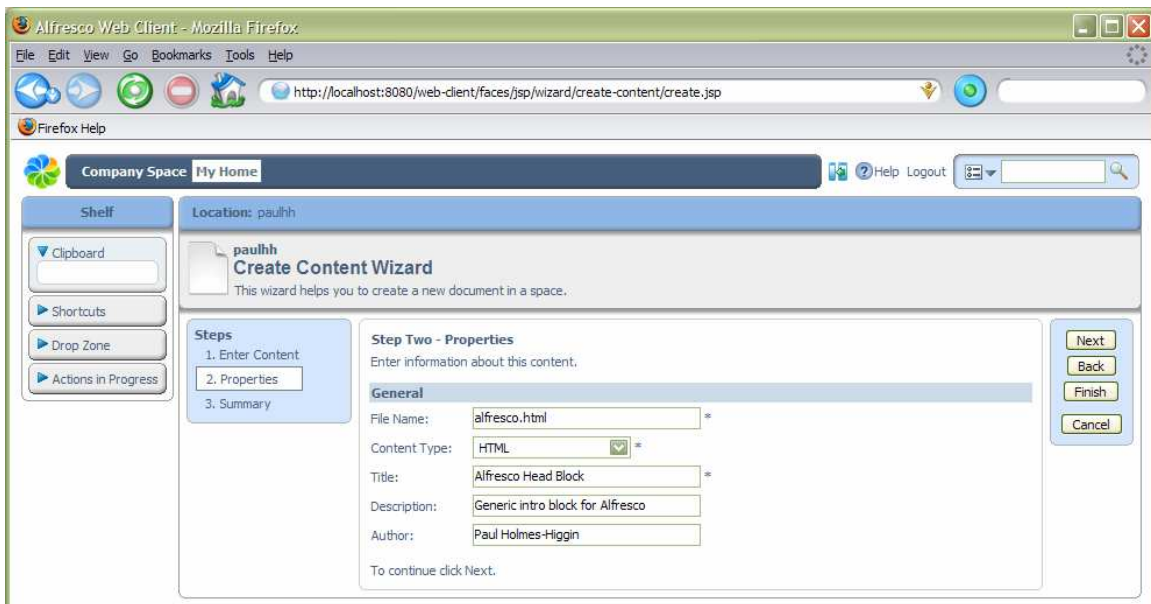 Alfresco Web Client - Mozilla Firefox
File Edit View Go Bookmarks Tools Help
http://localhost:8080/web-client/faces/jsp/wizard/create-content/create.jsp
Firefox Help
Company Space My Home Help Logout
Shelf
Location: paulhh
Clipboard
Shortcuts
Drop Zone
Actions in Progress
paulhh
Create Content Wizard
This wizard helps you to create a new document in a space.
Steps
1. Enter Content
2. Properties
3. Summary
Step Two - Properties
Enter information about this content.
General
File Name: alfresco.html *
Content Type: HTML *
Title: Alfresco Head Block *
Description: Generic intro block for Alfresco
Author: Paul Holmes-Higgin
To continue click Next.
Next
Back
Finish
Cancel